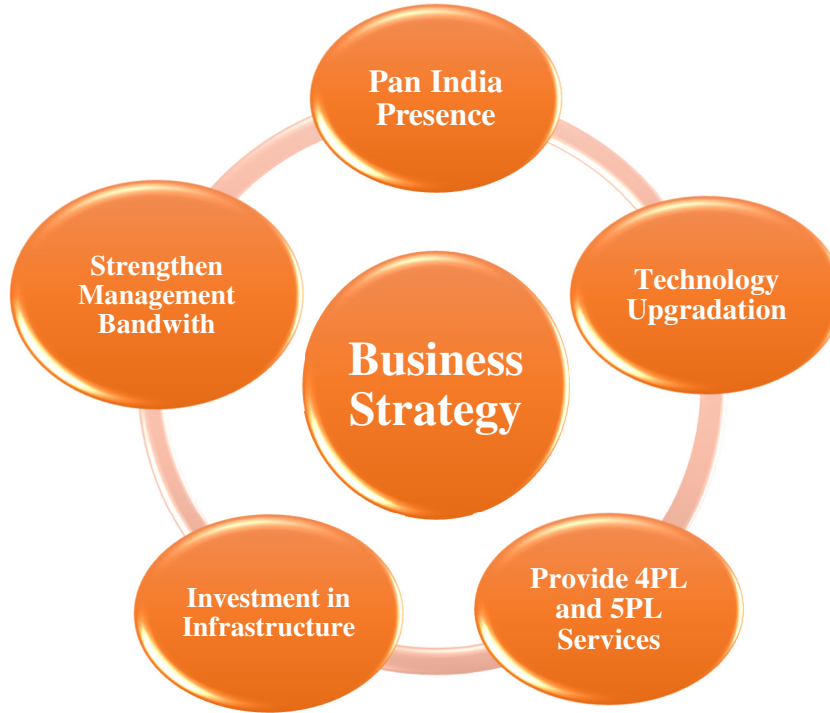 Pan India
Presence
Technology
Upgradation
Provide 4PL
and 5PL
Services
Investment in
Infrastructure
Strengthen
Management
Bandwith
Business
Strategy